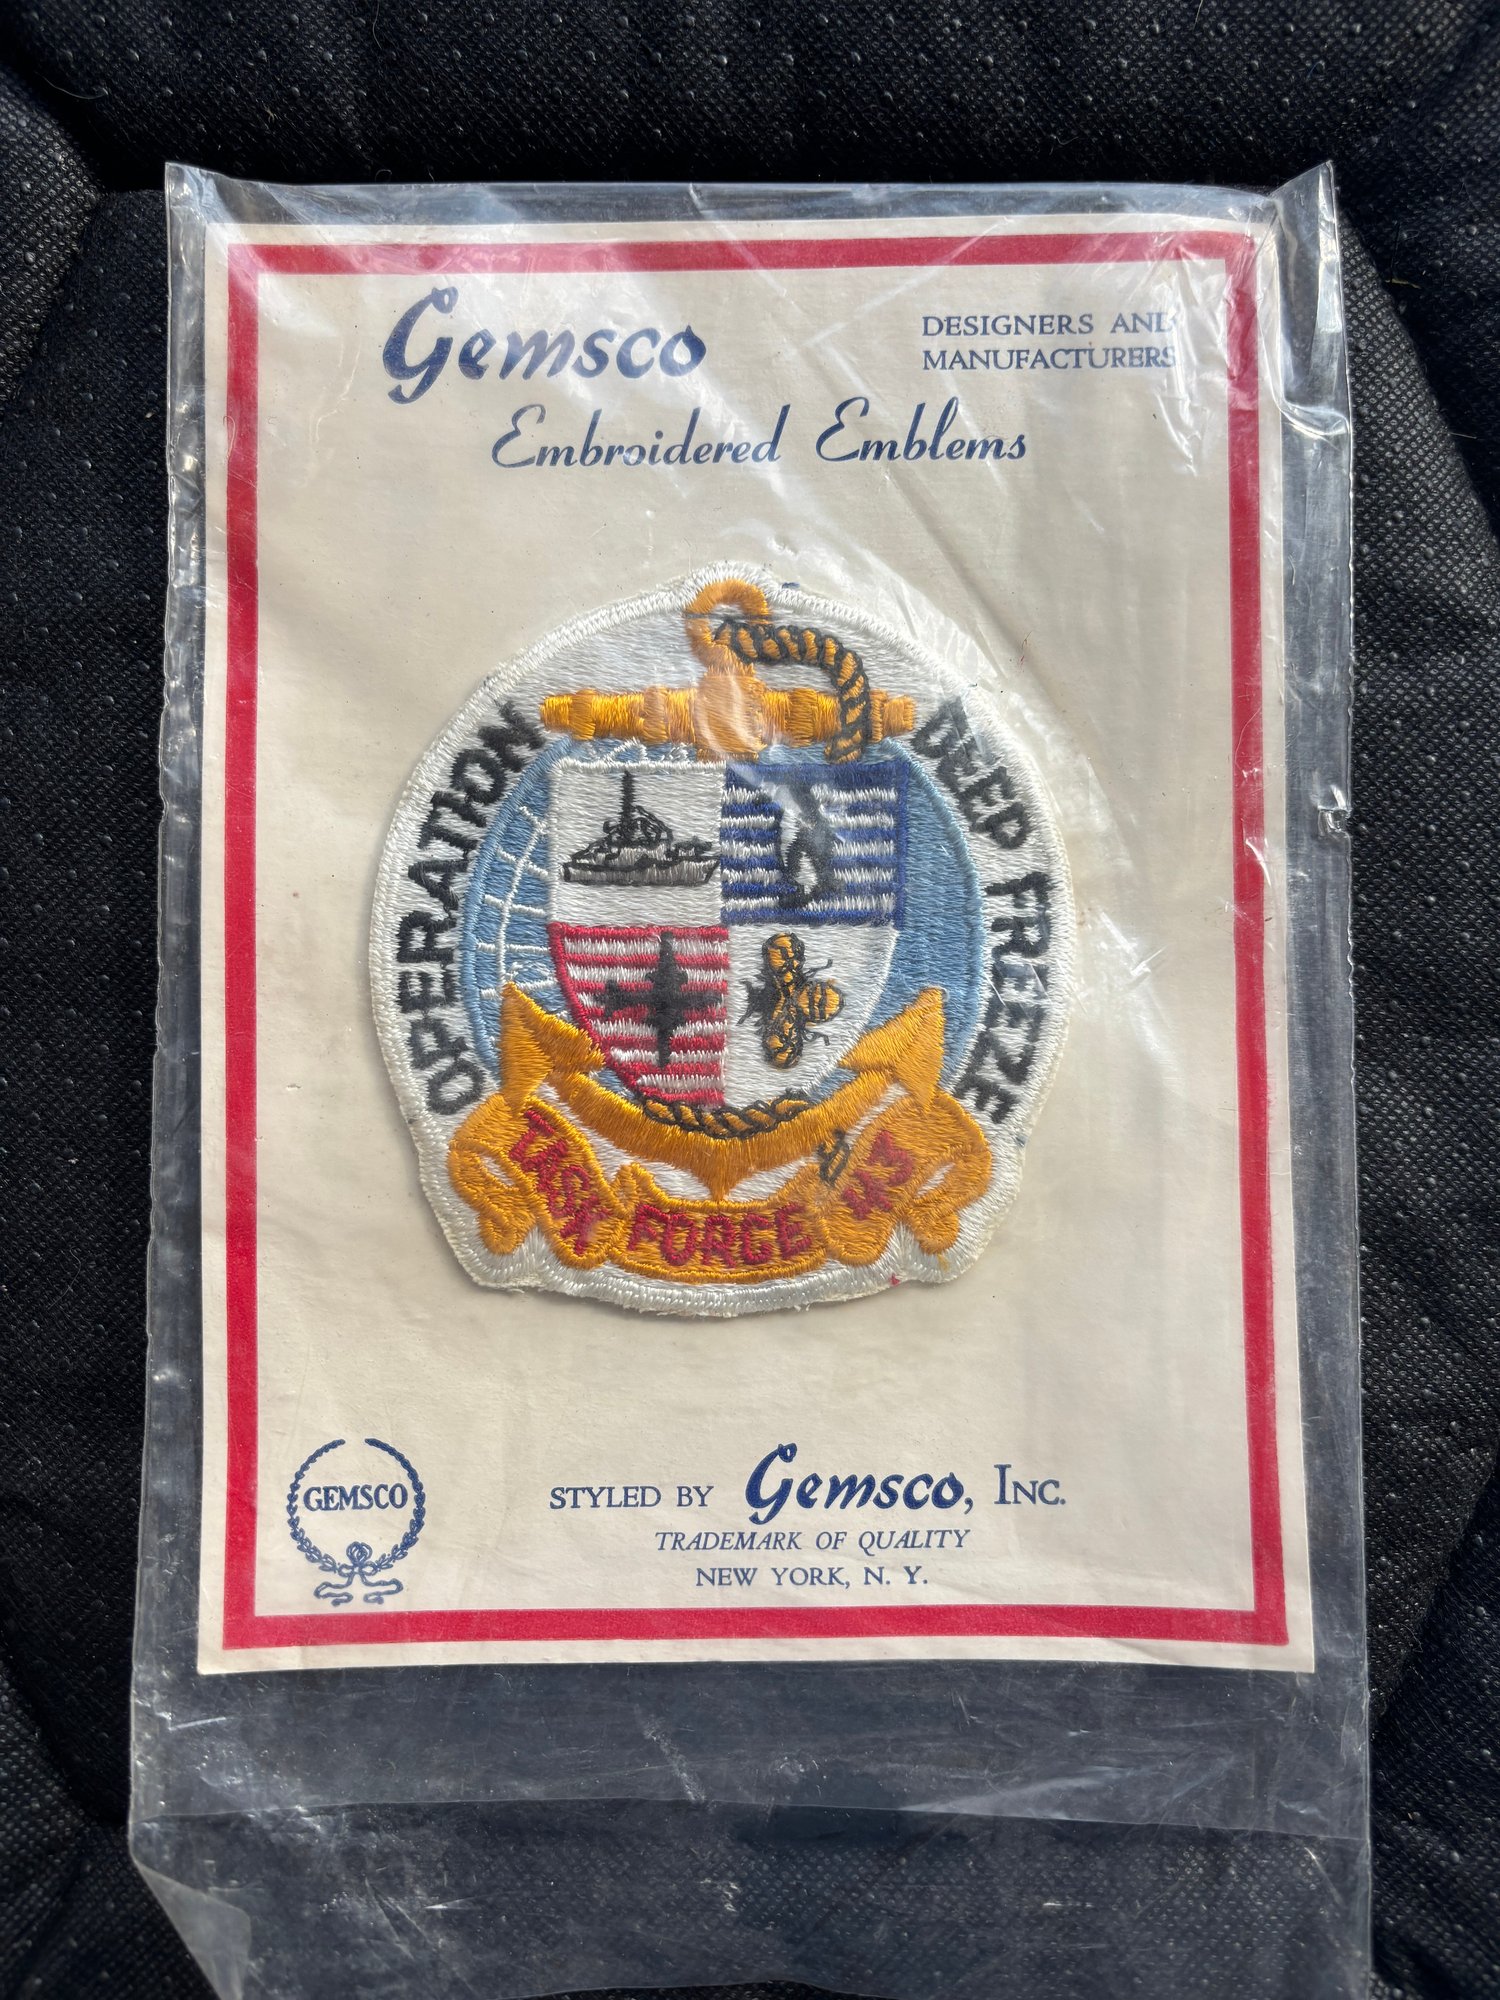 Gemsco
DESIGNERS AND
MANUFACTURERS
Embroidered Emblems
OPERATION
DEEP FREEZE
TASK FORCE 43
GEMSCO
STYLED BY Gemsco, INC.
TRADEMARK OF QUALITY
NEW YORK, N. Y.